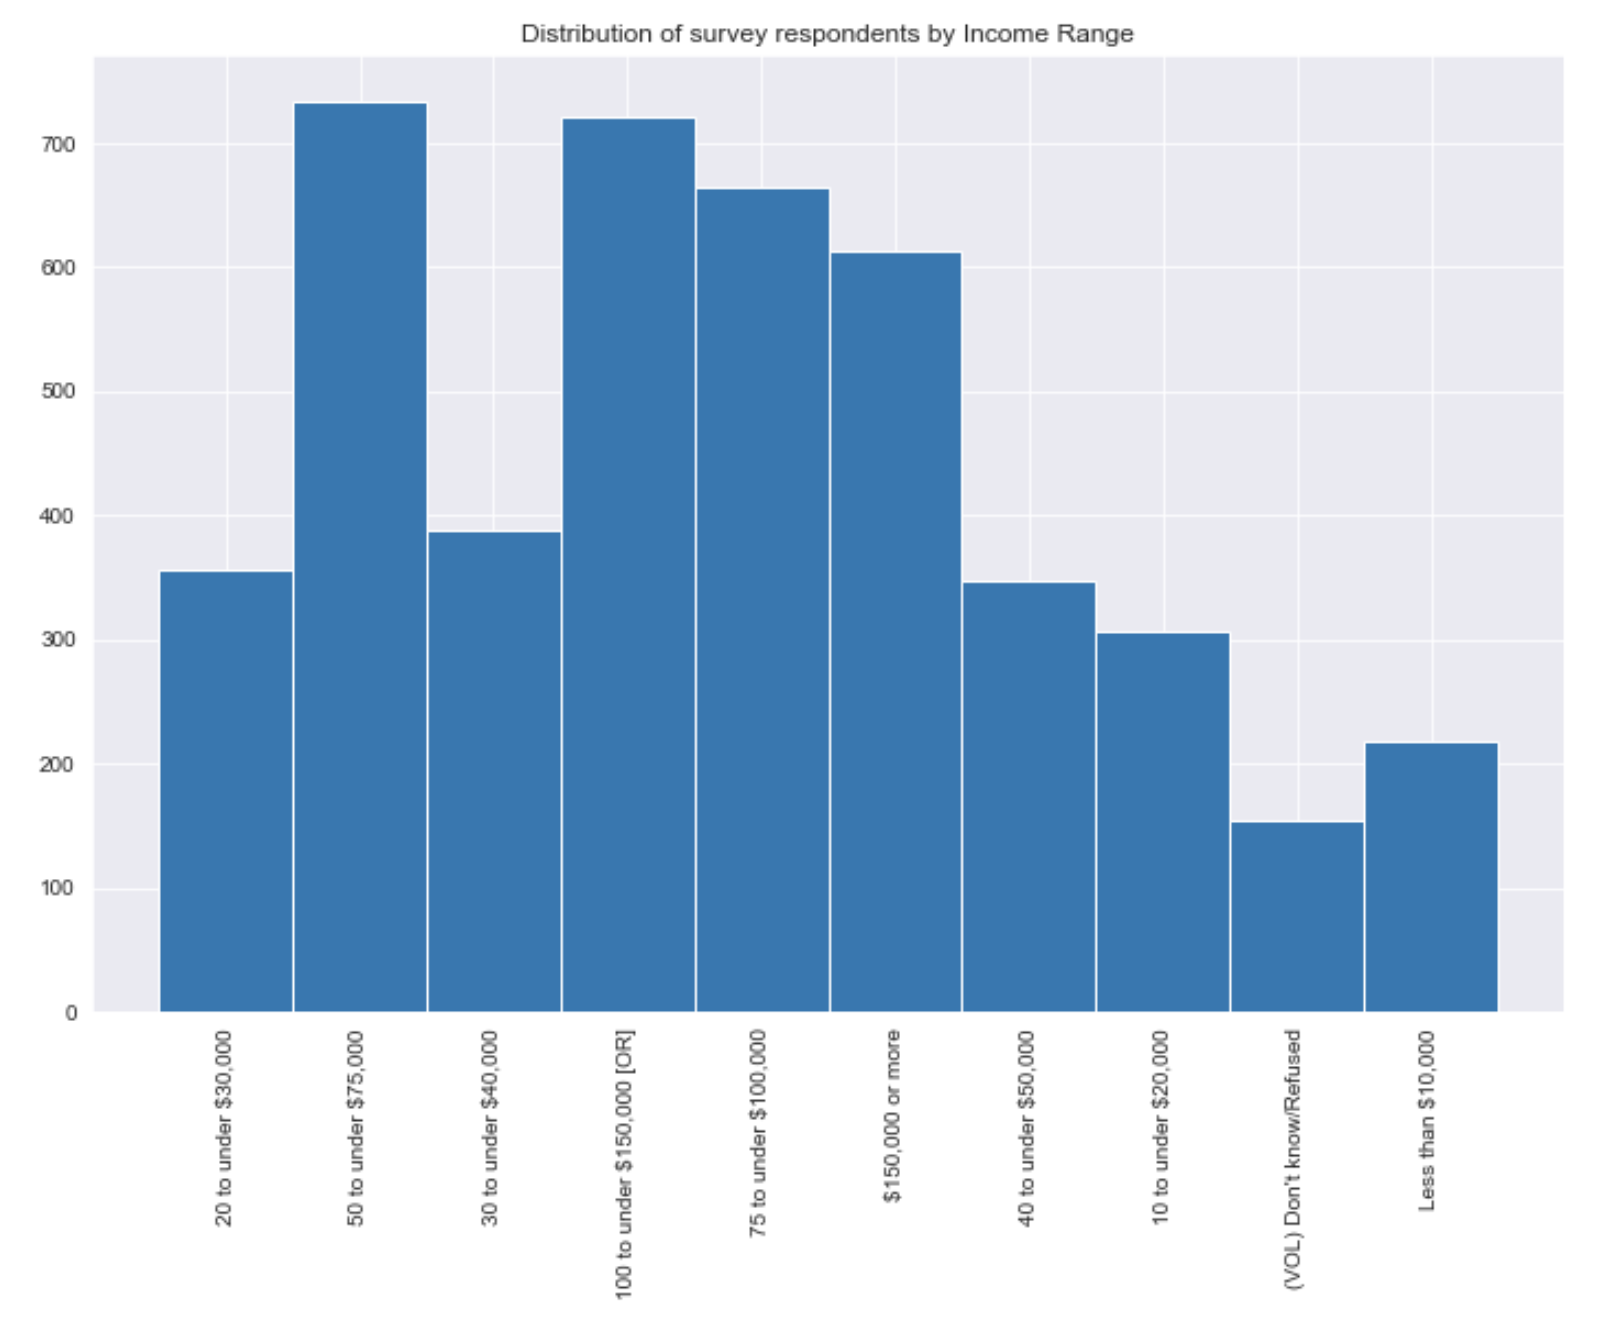 Distribution of survey respondents by Income Range
700
600
500
400
300
200
100
0
20 to under $30,000
50 to under $75,000
30 to under $40,000
100 to under $150,000 [OR]
75 to under $100,000
$150,000 or more
40 to under $50,000
10 to under $20,000
(VOL) Don't know/Refused
Less than $10,000